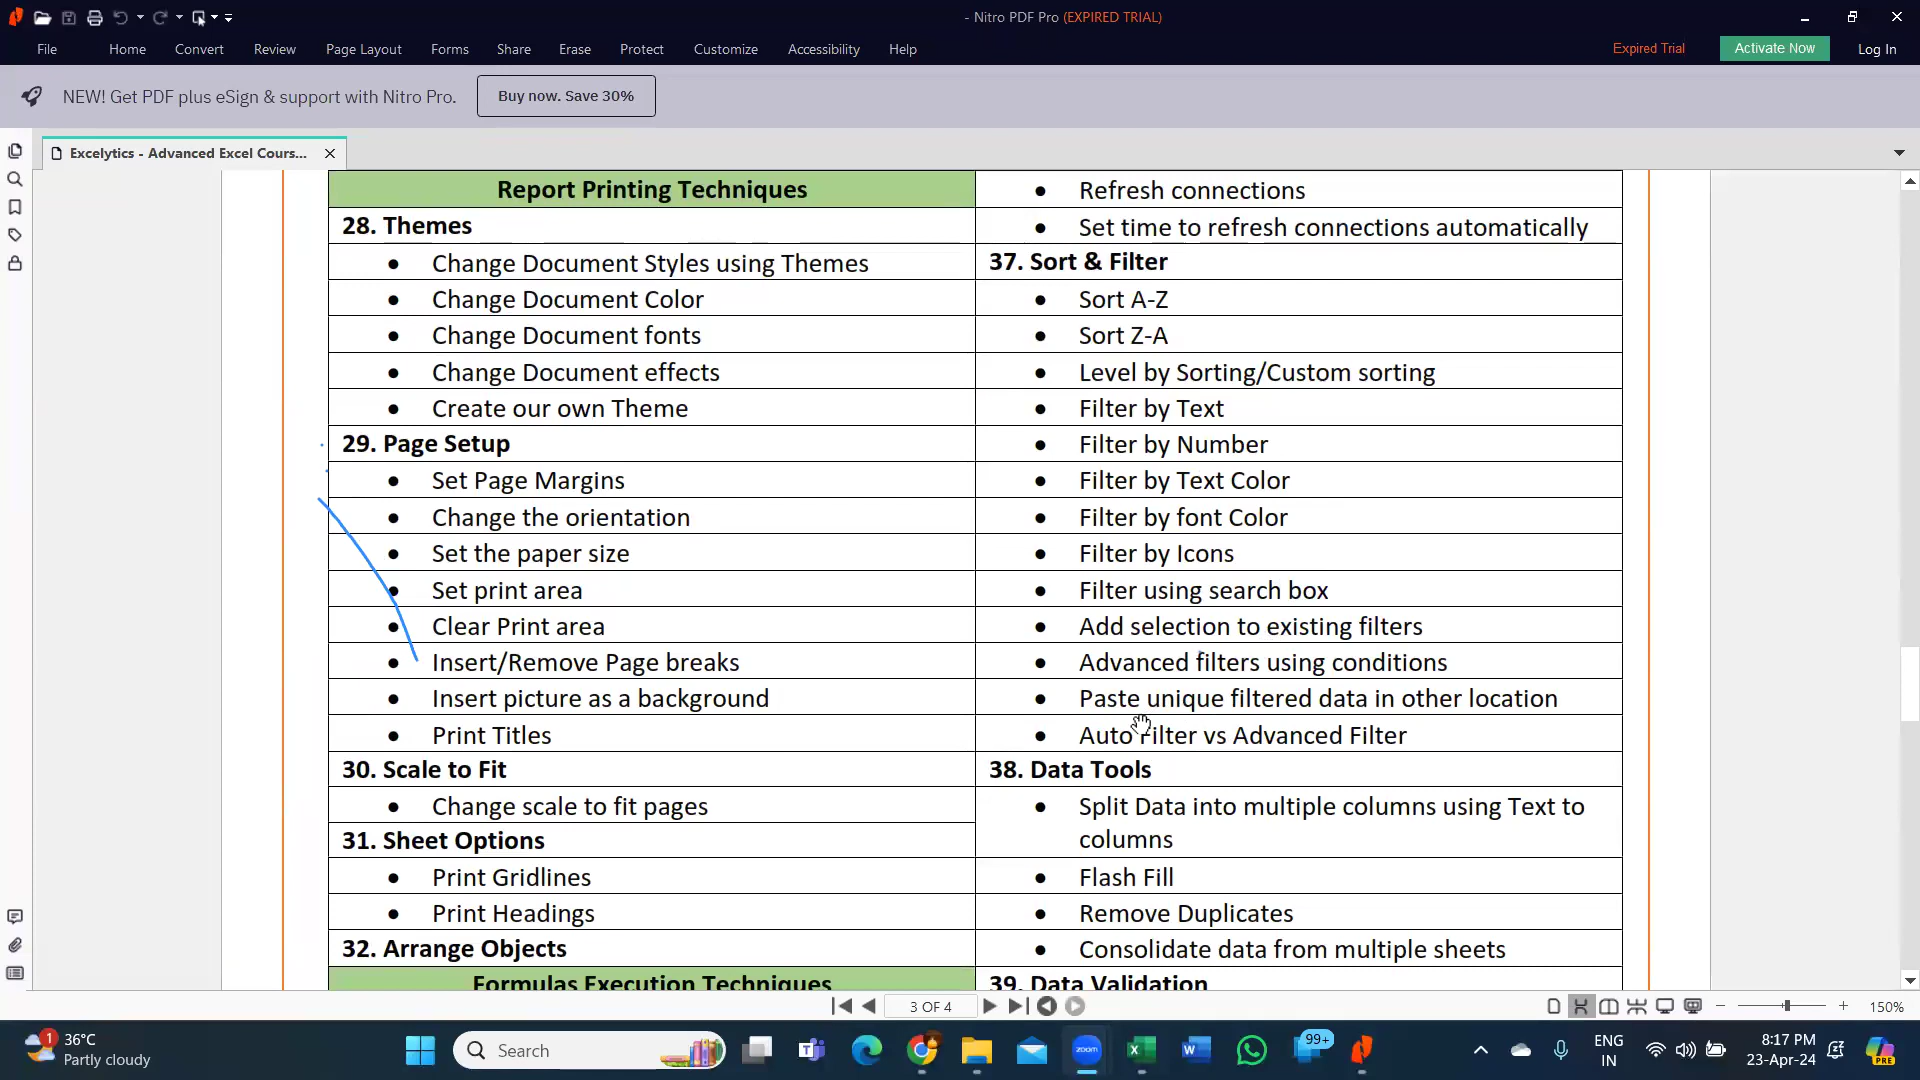 - Nitro PDF Pro (EXPIRED TRIAL)
File Home Convert Review Page Layout Forms Share Erase Protect Customize Accessibility Help Expired Trial Activate Now Log In
NEW! Get PDF plus eSign & support with Nitro Pro. Buy now. Save 30%
Excelytics - Advanced Excel Cours...
Report Printing Techniques
28. Themes
• Change Document Styles using Themes
• Change Document Color
• Change Document fonts
• Change Document effects
• Create our own Theme
29. Page Setup
• Set Page Margins
• Change the orientation
• Set the paper size
• Set print area
• Clear Print area
• Insert/Remove Page breaks
• Insert picture as a background
• Print Titles
30. Scale to Fit
• Change scale to fit pages
31. Sheet Options
• Print Gridlines
• Print Headings
32. Arrange Objects
Formulas Execution Techniques
• Refresh connections
• Set time to refresh connections automatically
37. Sort & Filter
• Sort A-Z
• Sort Z-A
• Level by Sorting/Custom sorting
• Filter by Text
• Filter by Number
• Filter by Text Color
• Filter by font Color
• Filter by Icons
• Filter using search box
• Add selection to existing filters
• Advanced filters using conditions
• Paste unique filtered data in other location
• Auto Filter vs Advanced Filter
38. Data Tools
• Split Data into multiple columns using Text to
columns
• Flash Fill
• Remove Duplicates
• Consolidate data from multiple sheets
39. Data Validation
3 OF 4
150%
1
36°C
Partly cloudy
Search
zoom
99+
ENG
IN
8:17 PM
23-Apr-24
PRE